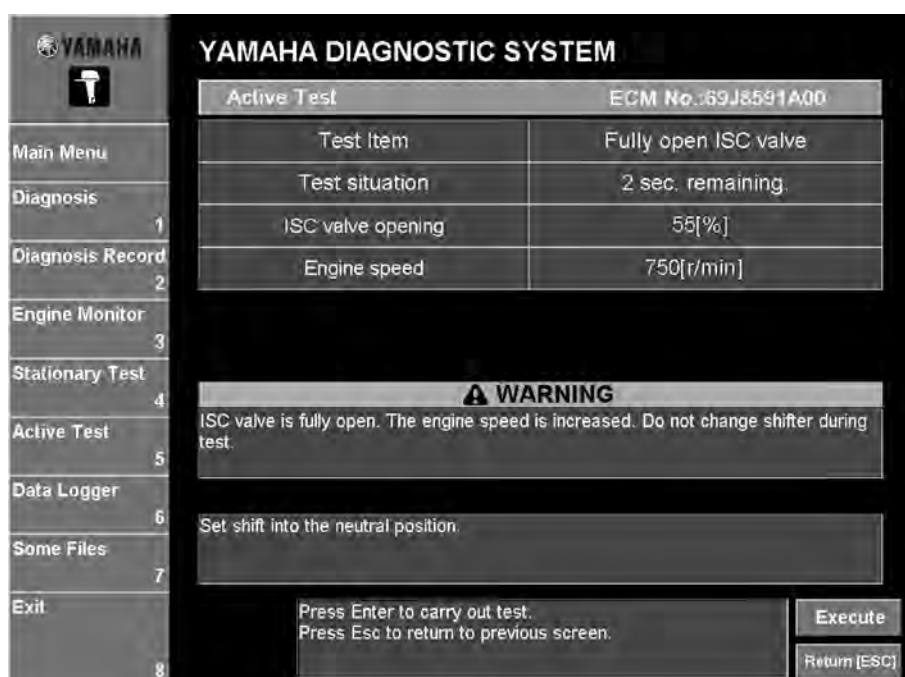 YAMAHA
YAMAHA DIAGNOSTIC SYSTEM
Active Test ECM No.:69J8591A00
Test Item Fully open ISC valve
Test situation 2 sec. remaining.
ISC valve opening 55[%]
Engine speed 750[r/min]
Main Menu
Diagnosis
1
Diagnosis Record
2
Engine Monitor
3
Stationary Test
4
Active Test
5
Data Logger
6
Some Files
7
Exit
8
WARNING
ISC valve is fully open. The engine speed is increased. Do not change shifter during
test.
Set shift into the neutral position.
Press Enter to carry out test.
Press Esc to return to previous screen.
Execute
Return [ESC]